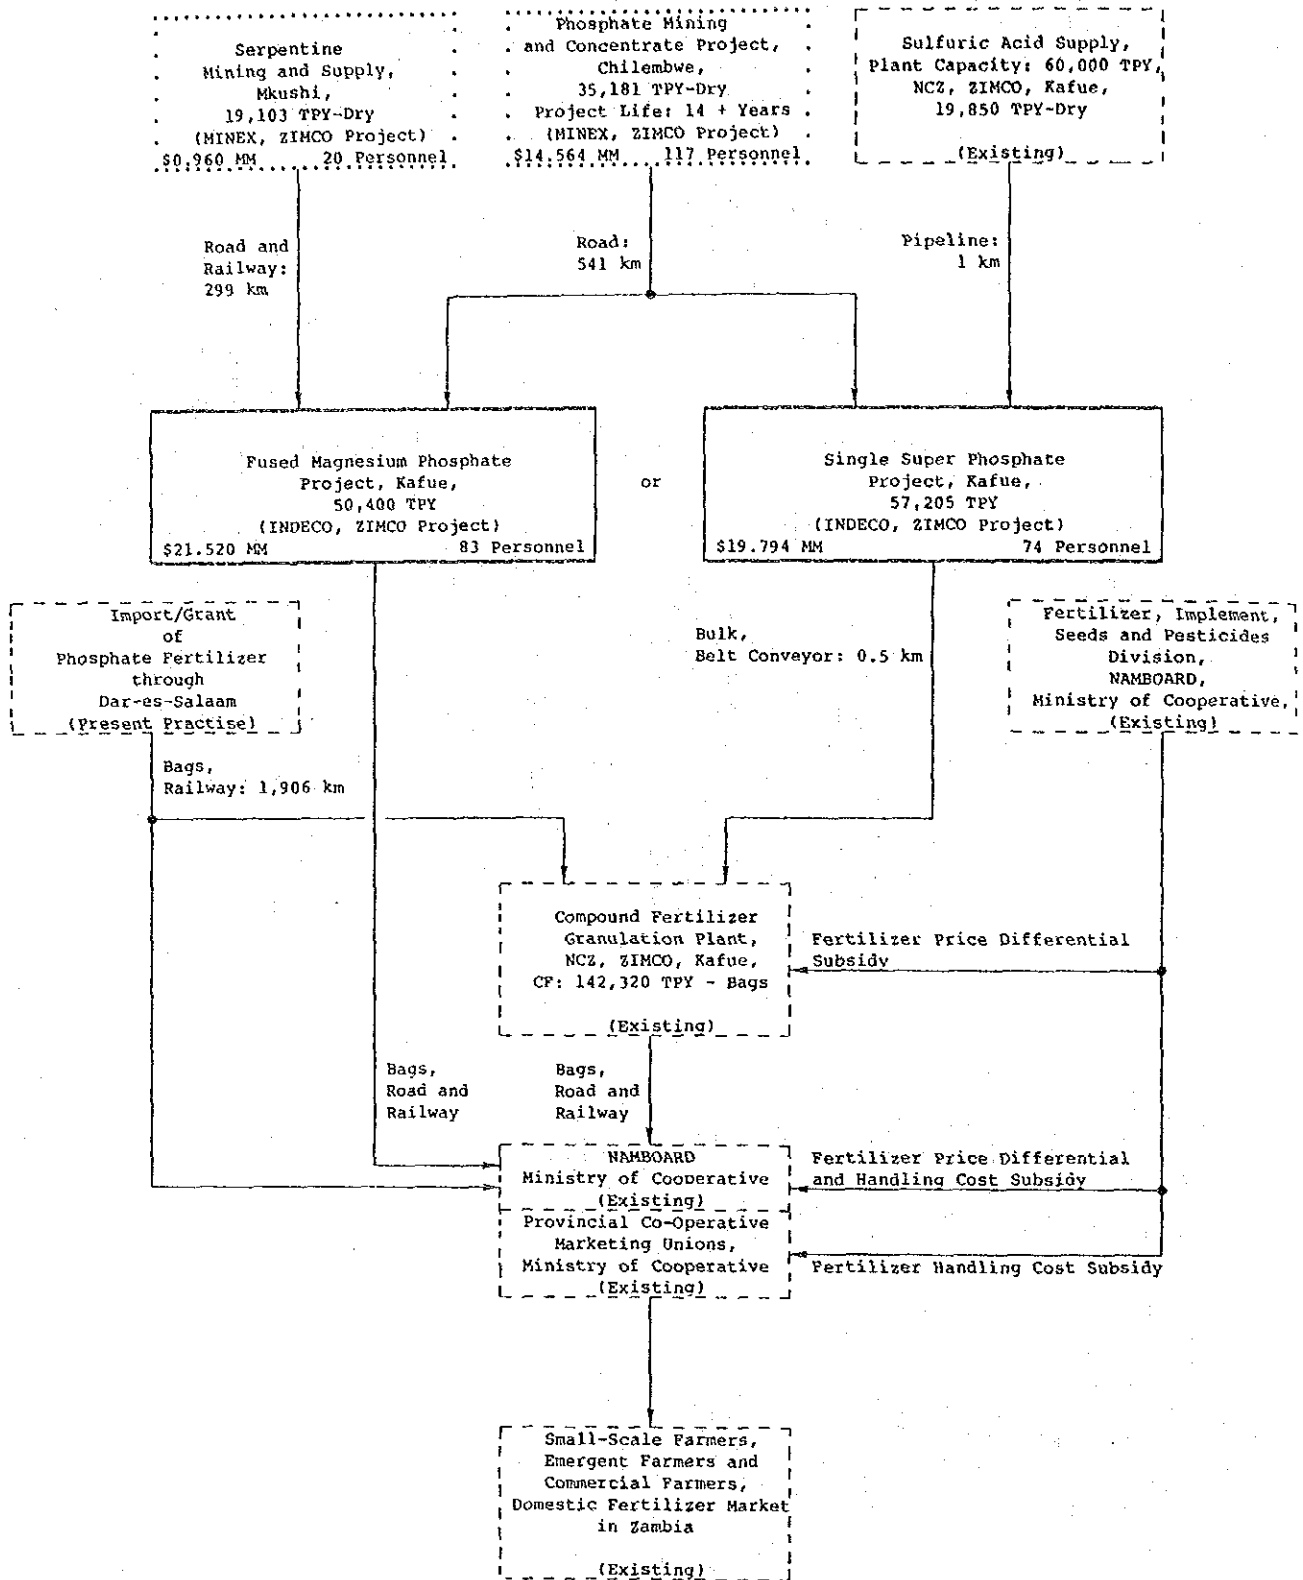 Serpentine
Mining and Supply,
Mkushi,
19,103 TPY-Dry
(MINEX, ZIMCO Project)
$0.960 MM 20 Personnel
Phosphate Mining
and Concentrate Project,
Chilembwe,
35,181 TPY-Dry
Project Life: 14 + Years
(MINEX, ZIMCO Project)
$14.564 MM 117 Personnel
Sulfuric Acid Supply,
Plant Capacity: 60,000 TPY,
NCZ, ZIMCO, Kafue,
19,850 TPY-Dry
(Existing)
Road and
Railway:
299 km
Road:
541 km
Pipeline:
1 km
Fused Magnesium Phosphate
Project, Kafue,
50,400 TPY
(INDECO, ZIMCO Project)
$21.520 MM 83 Personnel
or
Single Super Phosphate
Project, Kafue,
57,205 TPY
(INDECO, ZIMCO Project)
$19.794 MM 74 Personnel
Import/Grant
of
Phosphate Fertilizer
through
Dar-es-Salaam
(Present Practise)
Bulk,
Belt Conveyor: 0.5 km
Fertilizer, Implement,
Seeds and Pesticides
Division,
NAMBOARD,
Ministry of Cooperative,
(Existing)
Bags,
Railway: 1,906 km
Compound Fertilizer
Granulation Plant,
NCZ, ZIMCO, Kafue,
CF: 142,320 TPY - Bags
(Existing)
Fertilizer Price Differential
Subsidy
Bags,
Road and
Railway
Bags,
Road and
Railway
NAMBOARD
Ministry of Cooperative
(Existing)
Fertilizer Price Differential
and Handling Cost Subsidy
Provincial Co-Operative
Marketing Unions,
Ministry of Cooperative
(Existing)
Fertilizer Handling Cost Subsidy
Small-Scale Farmers,
Emergent Farmers and
Commercial Farmers,
Domestic Fertilizer Market
in Zambia
(Existing)